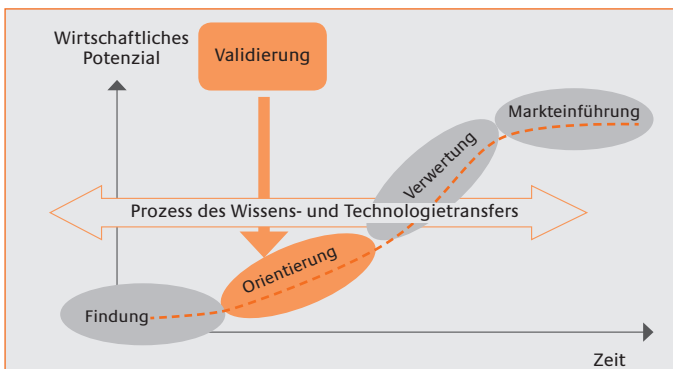 Wirtschaftliches
Potenzial
Validierung
Markteinführung
Verwertung
Prozess des Wissens- und Technologietransfers
Orientierung
Findung
Zeit